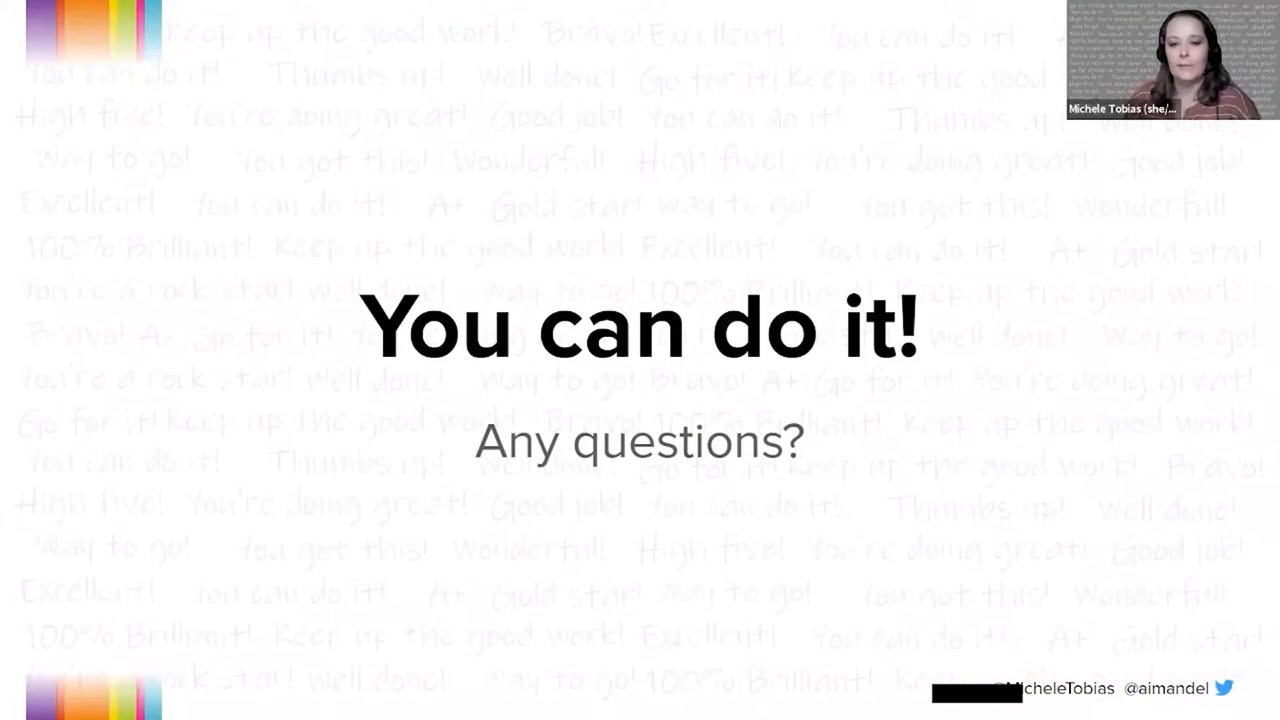 Keep up the good work! Bravo! Excellent! You can do it!
You can do it! Thumbs up! Well done! Go for it! Keep up the good
Michele Tobias (she/...
High five! You're doing great! Good job! You can do it! Thumbs up! Well done!
Way to go! You got this! Wonderful! High five! You're doing great! Good job!
Excellent! You can do it! A+ Gold star! Way to go! You got this! Wonderful!
100% Brilliant! Keep up the good work! Excellent! You can do it! A+ Gold star!
You're a rock star! Well done! Way to go! 100% Brilliant! Keep up the good work
You can do it!
Bravo! A+ Go for it! well done! Way to go!
You're a rock star! Well done! Way to go! Bravo! A+ Go for it! You're doing great!
Go for it! Keep up the good work! Bravo! 100% Brilliant! Keep up the good work!
Any questions?
You can do it! Thumbs up! Well done! Go for it! Keep up the good work! Bravo!
High five! You're doing great! Good job! You can do it! Thumbs up! Well done!
Way to go! You got this! Wonderful! High five! You're doing great! Good job!
Excellent! You can do it! A+ Gold star! Way to go! You got this! Wonderful!
100% Brilliant! Keep up the good work! Excellent! You can do it! A+ Gold star!
You're a rock star! well done! Way to go! 100% Brilliant! Keep up the good work
MicheleTobias @aimandel